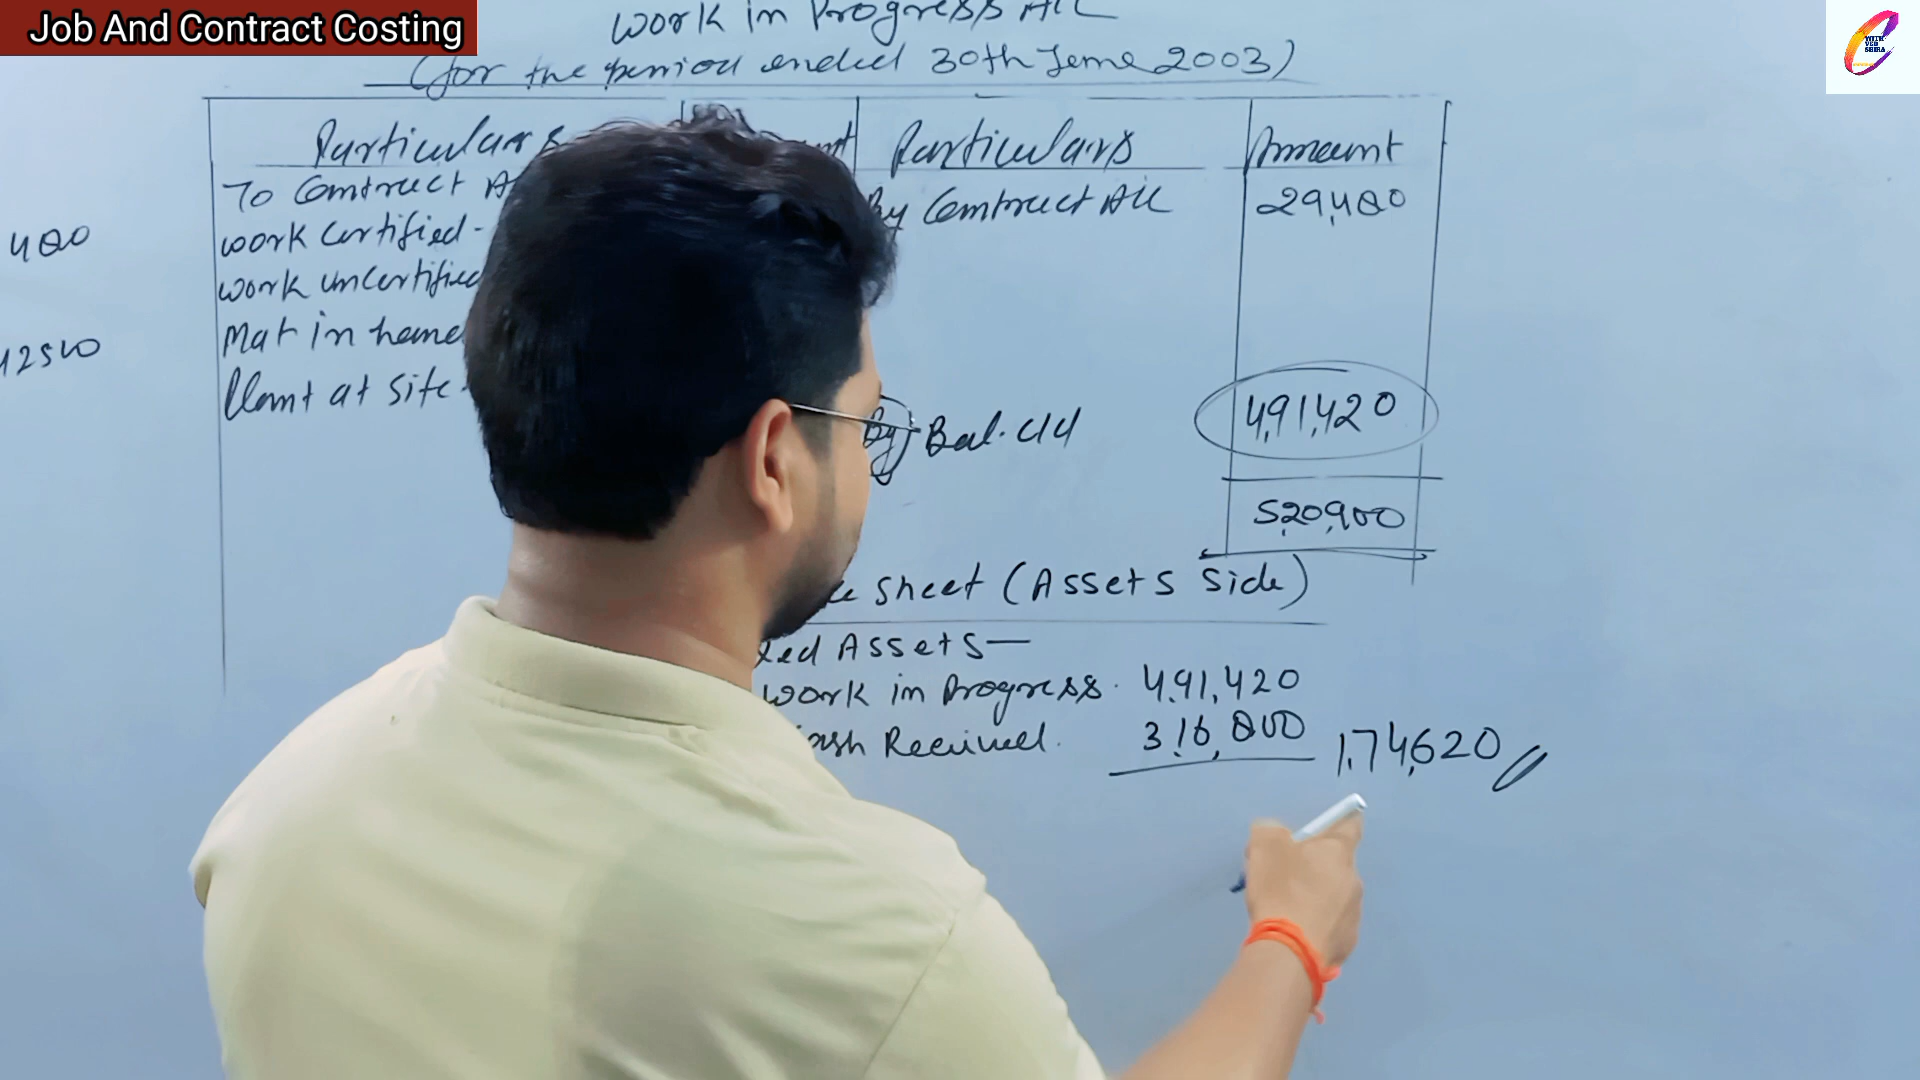 Job And Contract Costing
Work in Progress A/C
(for the period ended 30th June 2003)
Particulars
Particulars Amount
To Contract A
By Contract A/C 29,480
work certified -
400
work uncertified
Mat in hand
12500
Plant at site -
By Bal. c/d 4,91,420
5,20,900
Sheet (Assets Side)
Assets —
Work in Progress. 4,91,420
Cash Received. 3,16,800 1,74,620